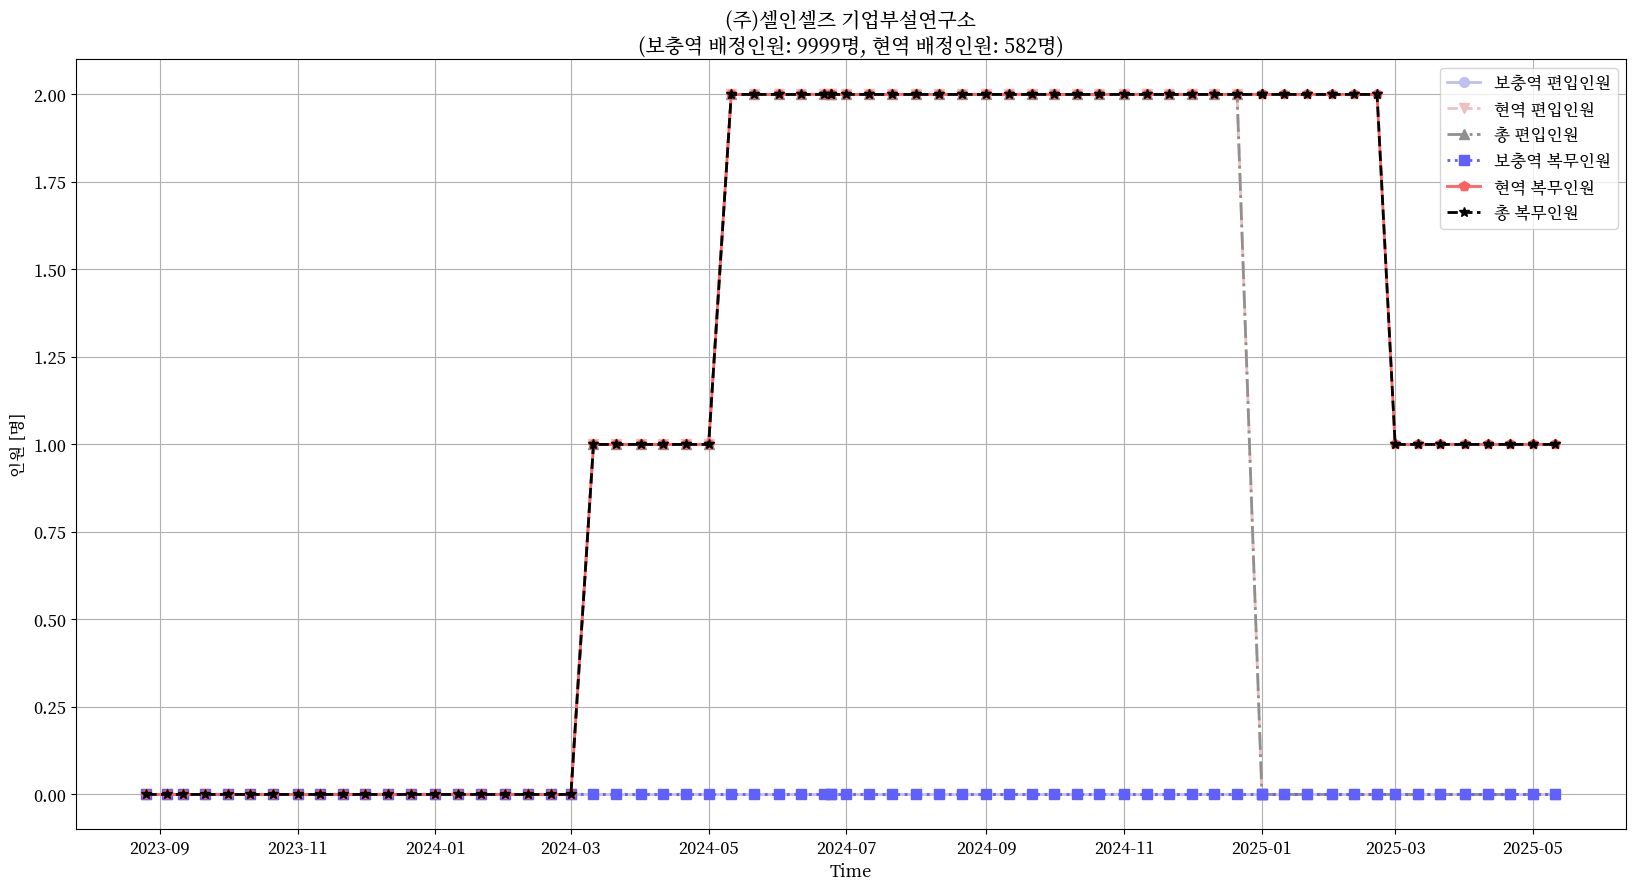 (주)셀인셀즈 기업부설연구소
(보충역 배정인원: 9999명, 현역 배정인원: 582명)
보충역 편입인원
현역 편입인원
총 편입인원
보충역 복무인원
현역 복무인원
총 복무인원
인원 [명]
2.00
1.75
1.50
1.25
1.00
0.75
0.50
0.25
0.00
2023-09
2023-11
2024-01
2024-03
2024-05
2024-07
2024-09
2024-11
2025-01
2025-03
2025-05
Time